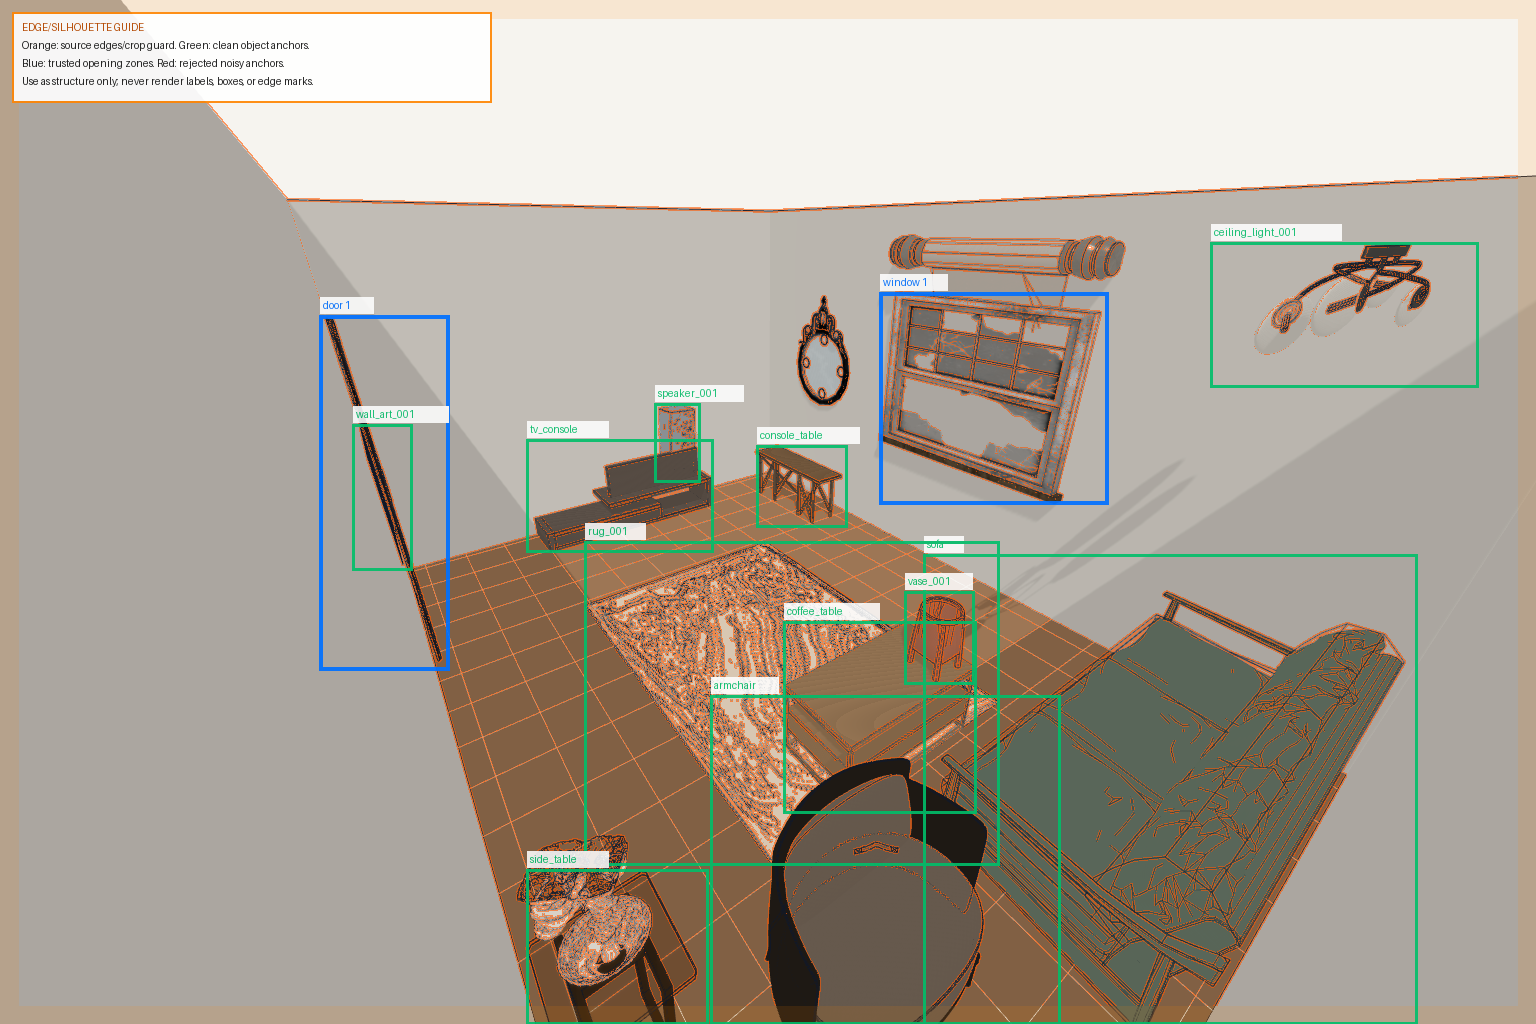 EDGE/SILHOUETTE GUIDE
Orange: source edges/crop guard. Green: clean object anchors.
Blue: trusted opening zones. Red: rejected noisy anchors.
Use as structure only; never render labels, boxes, or edge marks.
ceiling_light_001
window 1
door 1
speaker_001
wall_art_001
tv_console
console_table
rug_001
sofa
vase_001
coffee_table
armchair
side_table